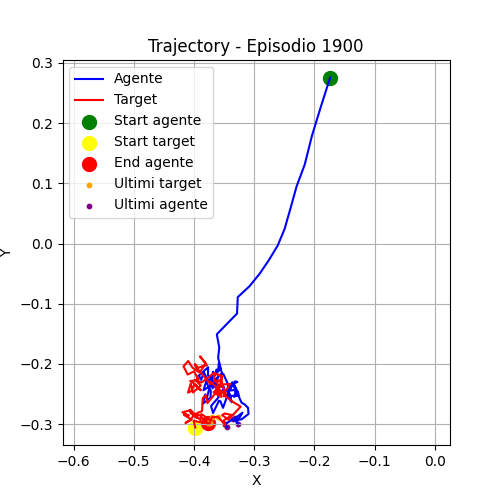 Trajectory - Episodio 1900
Agente
Target
Start agente
Start target
End agente
Ultimi target
Ultimi agente
0.3
0.2
0.1
0.0
−0.1
−0.2
−0.3
Y
−0.6
−0.5
−0.4
−0.3
−0.2
−0.1
0.0
X